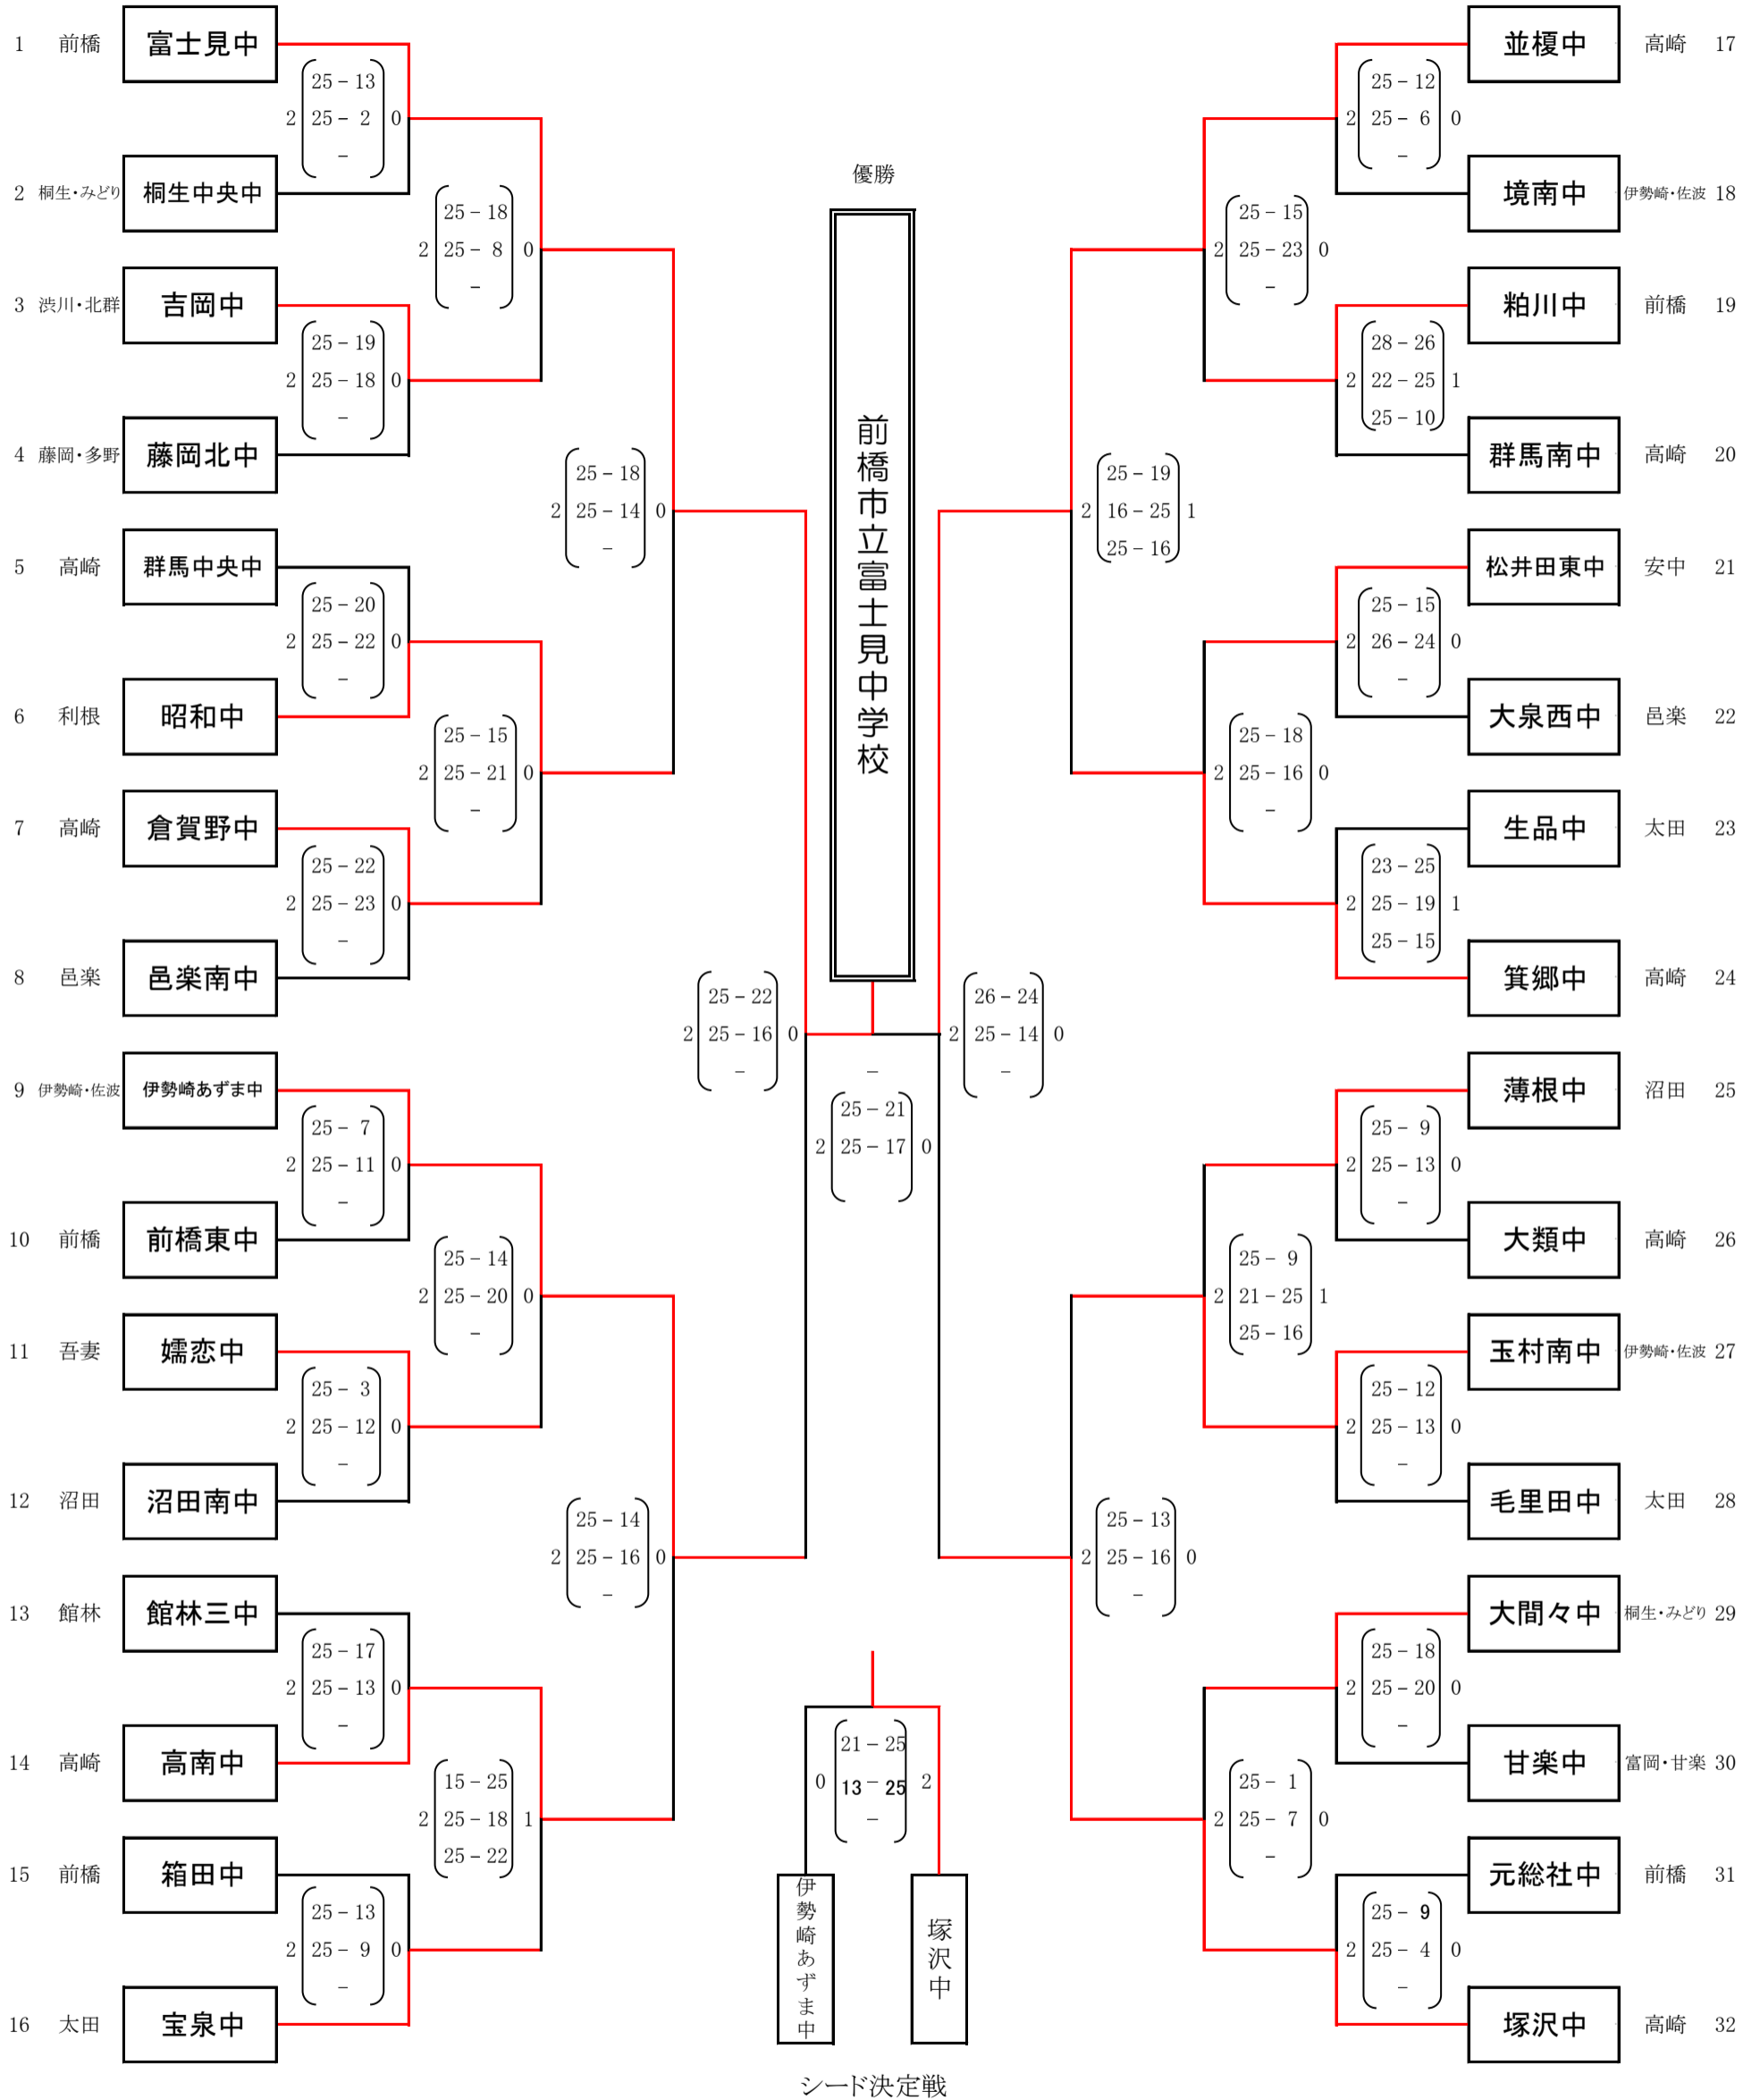 1 前橋 富士見中
25 - 13
2 25 - 2 0
-
2 桐生・みどり 桐生中央中
25 - 18
2 25 - 8 0
-
3 渋川・北群 吉岡中
25 - 19
2 25 - 18 0
-
4 藤岡・多野 藤岡北中
25 - 18
2 25 - 14 0
-
5 高崎 群馬中央中
25 - 20
2 25 - 22 0
-
6 利根 昭和中
25 - 15
2 25 - 21 0
-
7 高崎 倉賀野中
25 - 22
2 25 - 23 0
-
8 邑楽 邑楽南中
25 - 22
2 25 - 16 0
-
9 伊勢崎・佐波 伊勢崎あずま中
25 - 7
2 25 - 11 0
-
10 前橋 前橋東中
25 - 14
2 25 - 20 0
-
11 吾妻 嬬恋中
25 - 3
2 25 - 12 0
-
12 沼田 沼田南中
25 - 14
2 25 - 16 0
-
13 館林 館林三中
25 - 17
2 25 - 13 0
-
14 高崎 高南中
15 - 25
2 25 - 18 1
25 - 22
15 前橋 箱田中
25 - 13
2 25 - 9 0
-
16 太田 宝泉中
優勝
前橋市立富士見中学校
-
25 - 21
2 25 - 17 0
21 - 25
0 13 - 25 2
-
伊勢崎あずま中
塚沢中
シード決定戦
並榎中 高崎 17
25 - 12
2 25 - 6 0
-
境南中 伊勢崎・佐波 18
25 - 15
2 25 - 23 0
-
粕川中 前橋 19
28 - 26
2 22 - 25 1
25 - 10
群馬南中 高崎 20
25 - 19
2 16 - 25 1
25 - 16
松井田東中 安中 21
25 - 15
2 26 - 24 0
-
大泉西中 邑楽 22
25 - 18
2 25 - 16 0
-
生品中 太田 23
23 - 25
2 25 - 19 1
25 - 15
箕郷中 高崎 24
26 - 24
2 25 - 14 0
-
薄根中 沼田 25
25 - 9
2 25 - 13 0
-
大類中 高崎 26
25 - 9
2 21 - 25 1
25 - 16
玉村南中 伊勢崎・佐波 27
25 - 12
2 25 - 13 0
-
毛里田中 太田 28
25 - 13
2 25 - 16 0
-
大間々中 桐生・みどり 29
25 - 18
2 25 - 20 0
-
甘楽中 富岡・甘楽 30
25 - 1
2 25 - 7 0
-
元総社中 前橋 31
25 - 9
2 25 - 4 0
-
塚沢中 高崎 32